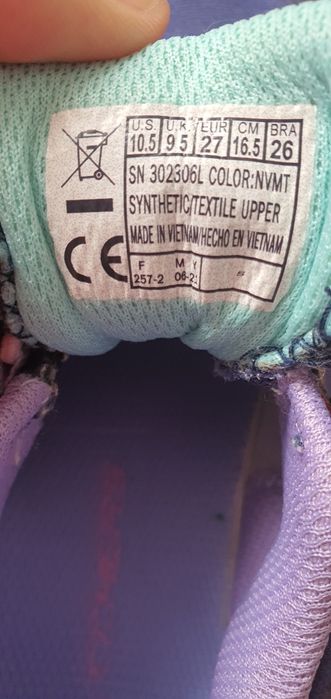 U.S. U.K. EUR CM BRA
10.5 9.5 27 16.5 26
SN 302306L COLOR:NVMT
SYNTHETIC/TEXTILE UPPER
MADE IN VIETNAM/HECHO EN VIETNAM
CE
F M Y
257-2 06-2